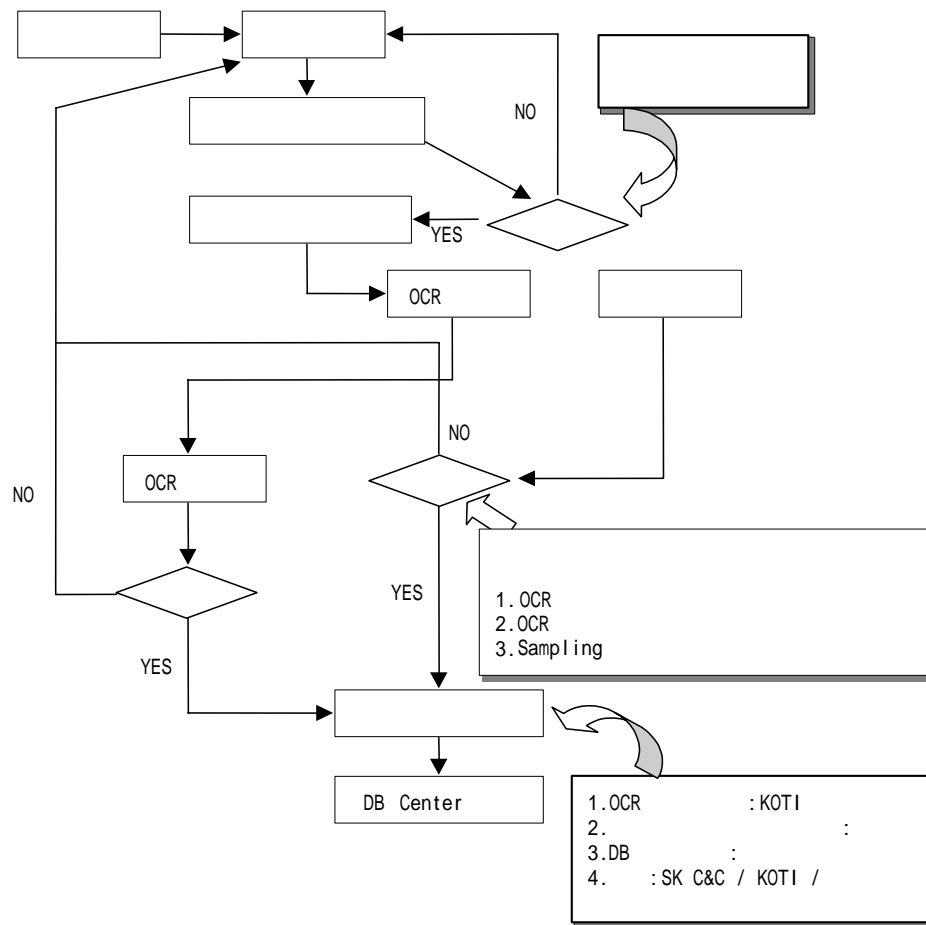 NO
YES
OCR
NO
OCR
NO
YES
1.OCR
2.OCR
3.Sampling
YES
DB Center
1.OCR :KOTI
2. :
3.DB :
4. :SK C&C / KOTI /